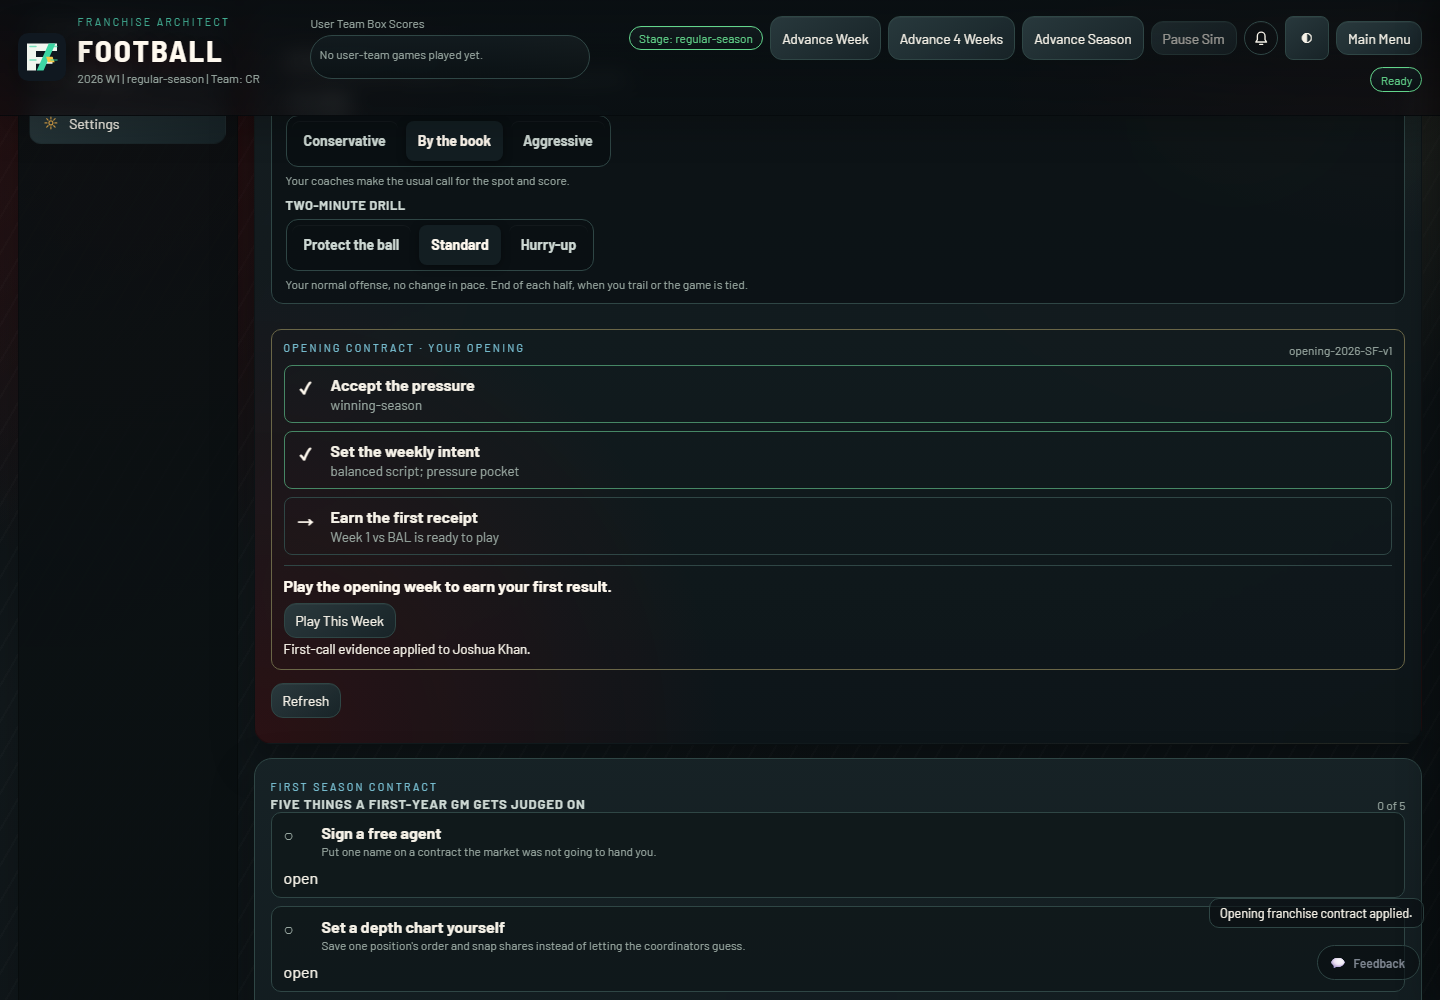 FRANCHISE ARCHITECT
FOOTBALL
2026 W1 | regular-season | Team: CR
User Team Box Scores
No user-team games played yet.
Stage: regular-season
Advance Week
Advance 4 Weeks
Advance Season
Pause Sim
Main Menu
Ready
Settings
Conservative
By the book
Aggressive
Your coaches make the usual call for the spot and score.
TWO-MINUTE DRILL
Protect the ball
Standard
Hurry-up
Your normal offense, no change in pace. End of each half, when you trail or the game is tied.
OPENING CONTRACT · YOUR OPENING
opening-2026-SF-v1
Accept the pressure
winning-season
Set the weekly intent
balanced script; pressure pocket
Earn the first receipt
Week 1 vs BAL is ready to play
Play the opening week to earn your first result.
Play This Week
First-call evidence applied to Joshua Khan.
Refresh
FIRST SEASON CONTRACT
FIVE THINGS A FIRST-YEAR GM GETS JUDGED ON
0 of 5
Sign a free agent
Put one name on a contract the market was not going to hand you.
open
Set a depth chart yourself
Save one position's order and snap shares instead of letting the coordinators guess.
open
Opening franchise contract applied.
Feedback